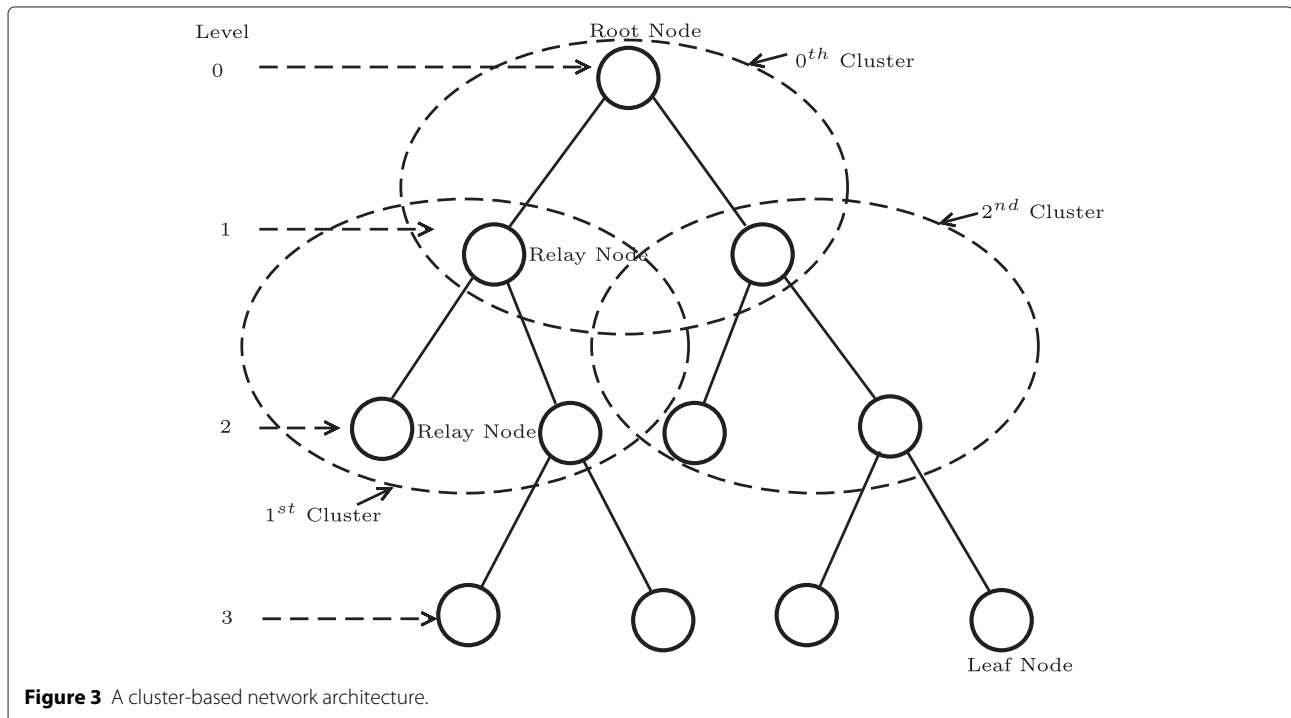 Root Node
Level
0
0th Cluster
1
2nd Cluster
Relay Node
2
Relay Node
1st Cluster
3
Leaf Node
Figure 3 A cluster-based network architecture.